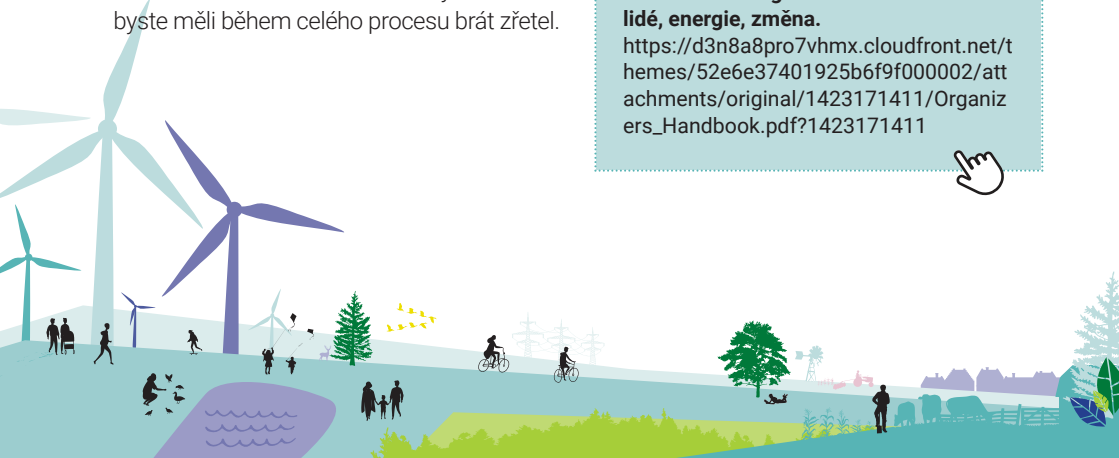 byste měli během celého procesu brát zřetel.
lidé, energie, změna.
https://d3n8a8pro7vhmx.cloudfront.net/t
hemes/52e6e37401925b6f9f000002/att
achments/original/1423171411/Organiz
ers_Handbook.pdf?1423171411